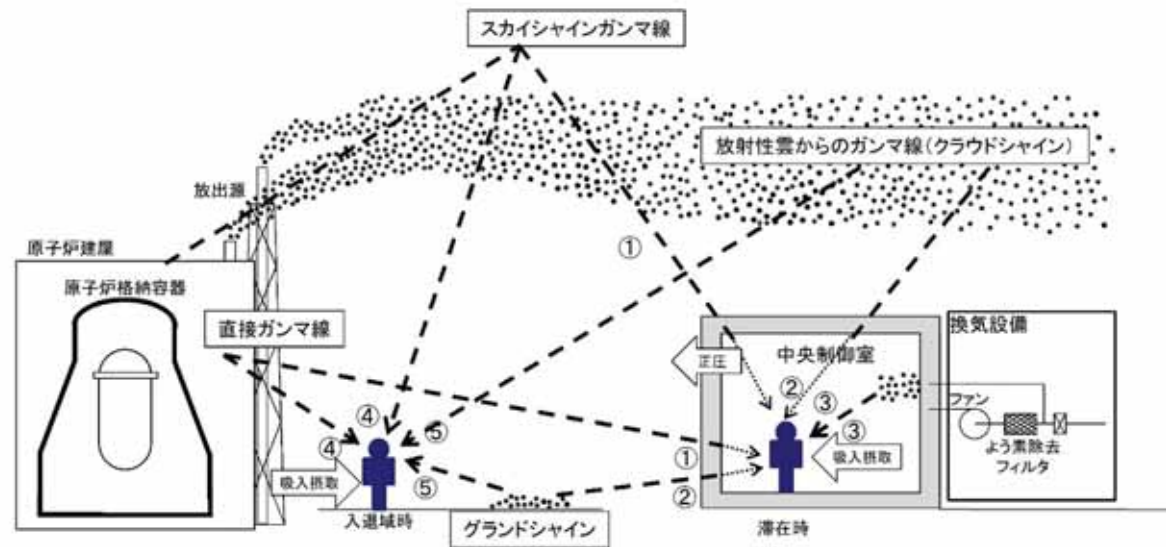 スカイシャインガンマ線
放射性雲からのガンマ線(クラウドシャイン)
放出源
原子炉建屋
原子炉格納容器
直接ガンマ線
①
正圧
中央制御室
換気設備
②
③
ファン
④
⑤
③
④
①
吸入摂取
よう素除去
フィルタ
吸入摂取
⑤
②
入退域時
グランドシャイン
滞在時